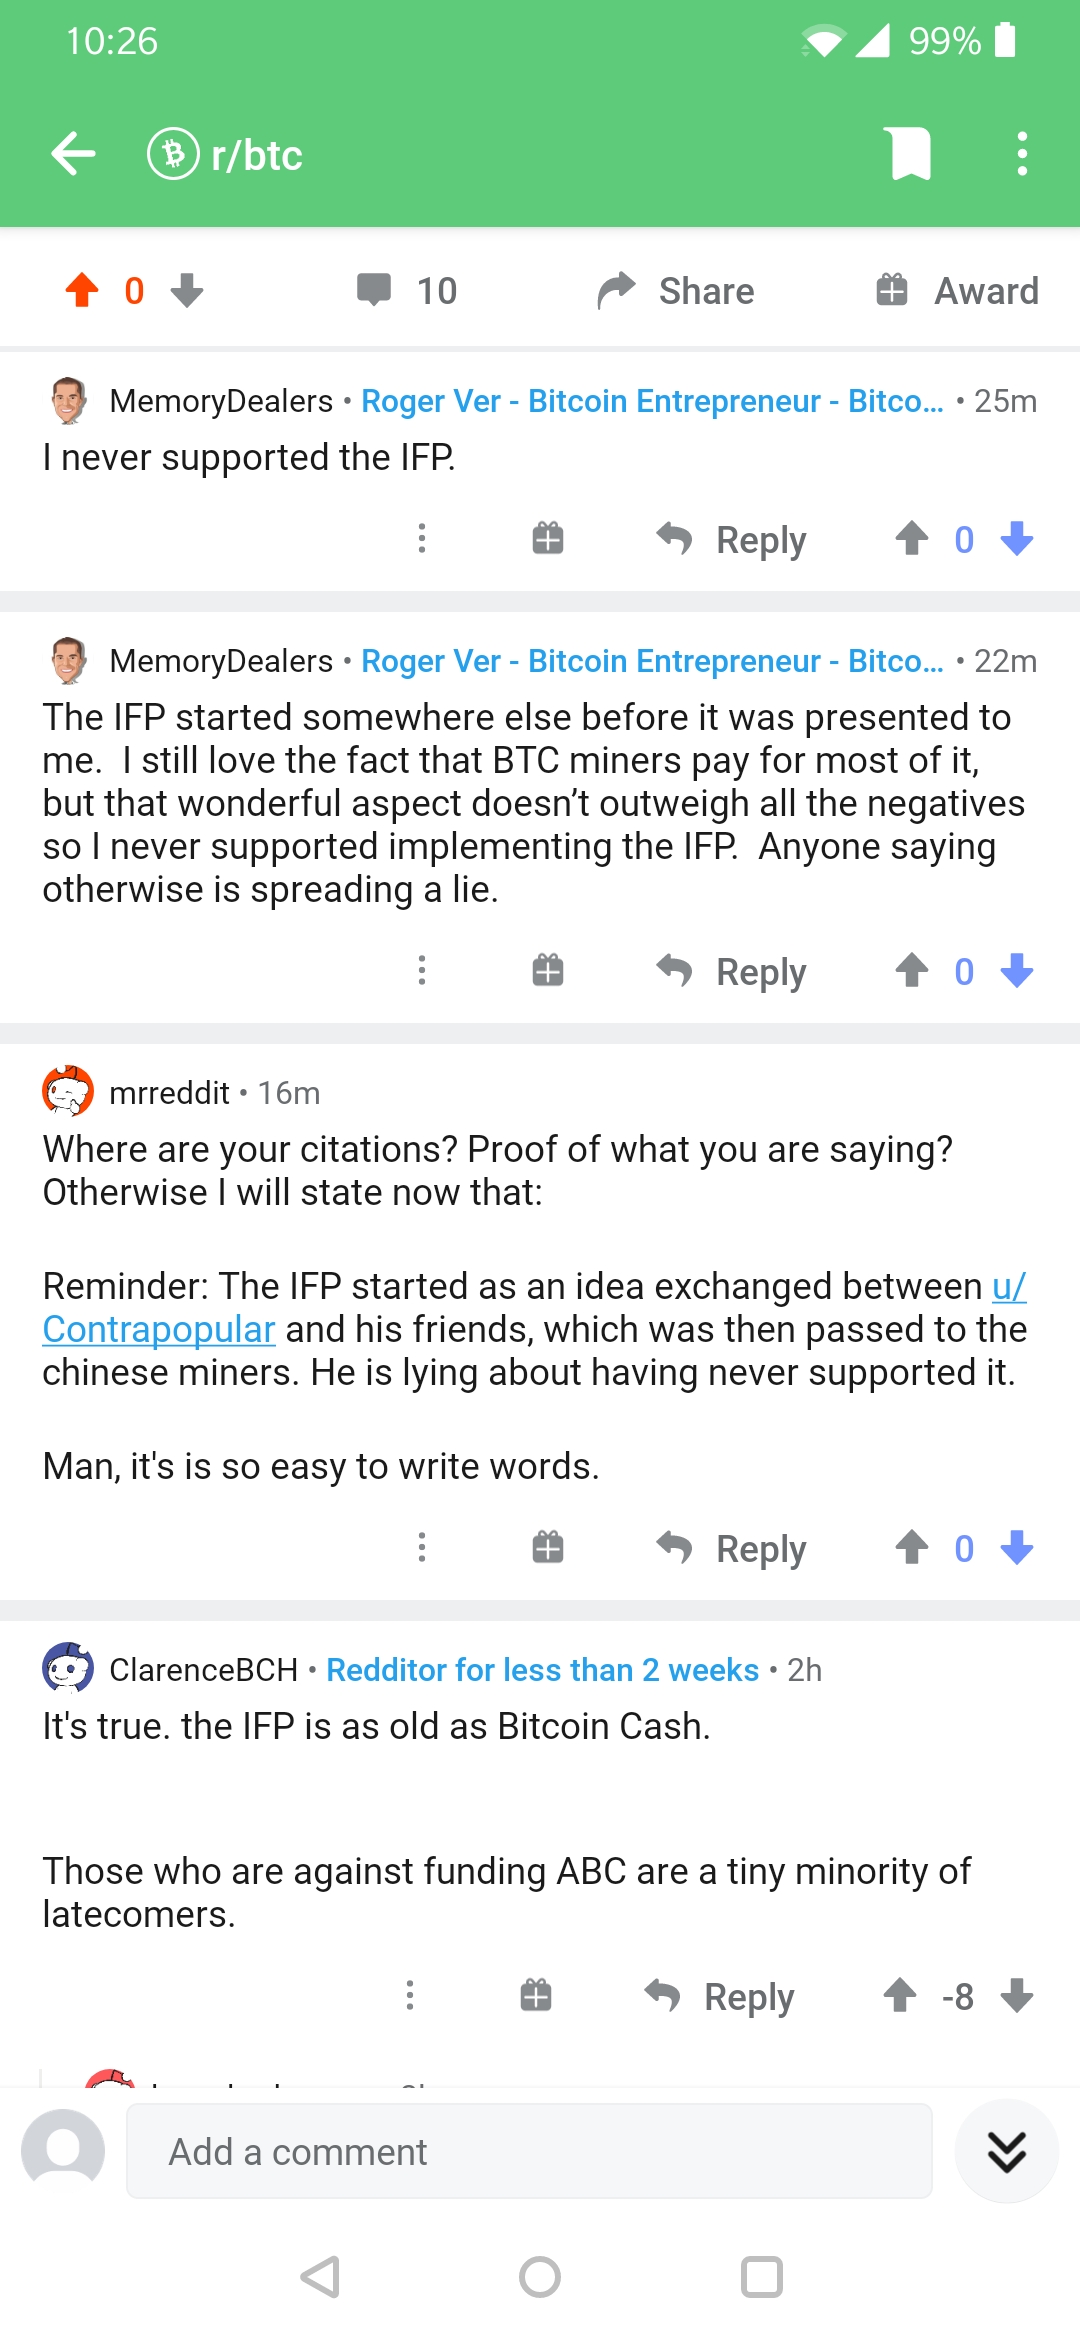 10:26
99%
r/btc
0
10
Share
Award
MemoryDealers • Roger Ver - Bitcoin Entrepreneur - Bitco... • 25m
I never supported the IFP.
Reply
0
MemoryDealers • Roger Ver - Bitcoin Entrepreneur - Bitco... • 22m
The IFP started somewhere else before it was presented to
me.  I still love the fact that BTC miners pay for most of it,
but that wonderful aspect doesn't outweigh all the negatives
so I never supported implementing the IFP.  Anyone saying
otherwise is spreading a lie.
Reply
0
mrreddit • 16m
Where are your citations? Proof of what you are saying?
Otherwise I will state now that:
Reminder: The IFP started as an idea exchanged between u/
Contrapopular and his friends, which was then passed to the
chinese miners. He is lying about having never supported it.
Man, it's is so easy to write words.
Reply
0
ClarenceBCH • Redditor for less than 2 weeks • 2h
It's true. the IFP is as old as Bitcoin Cash.
Those who are against funding ABC are a tiny minority of
latecomers.
Reply
-8
Add a comment